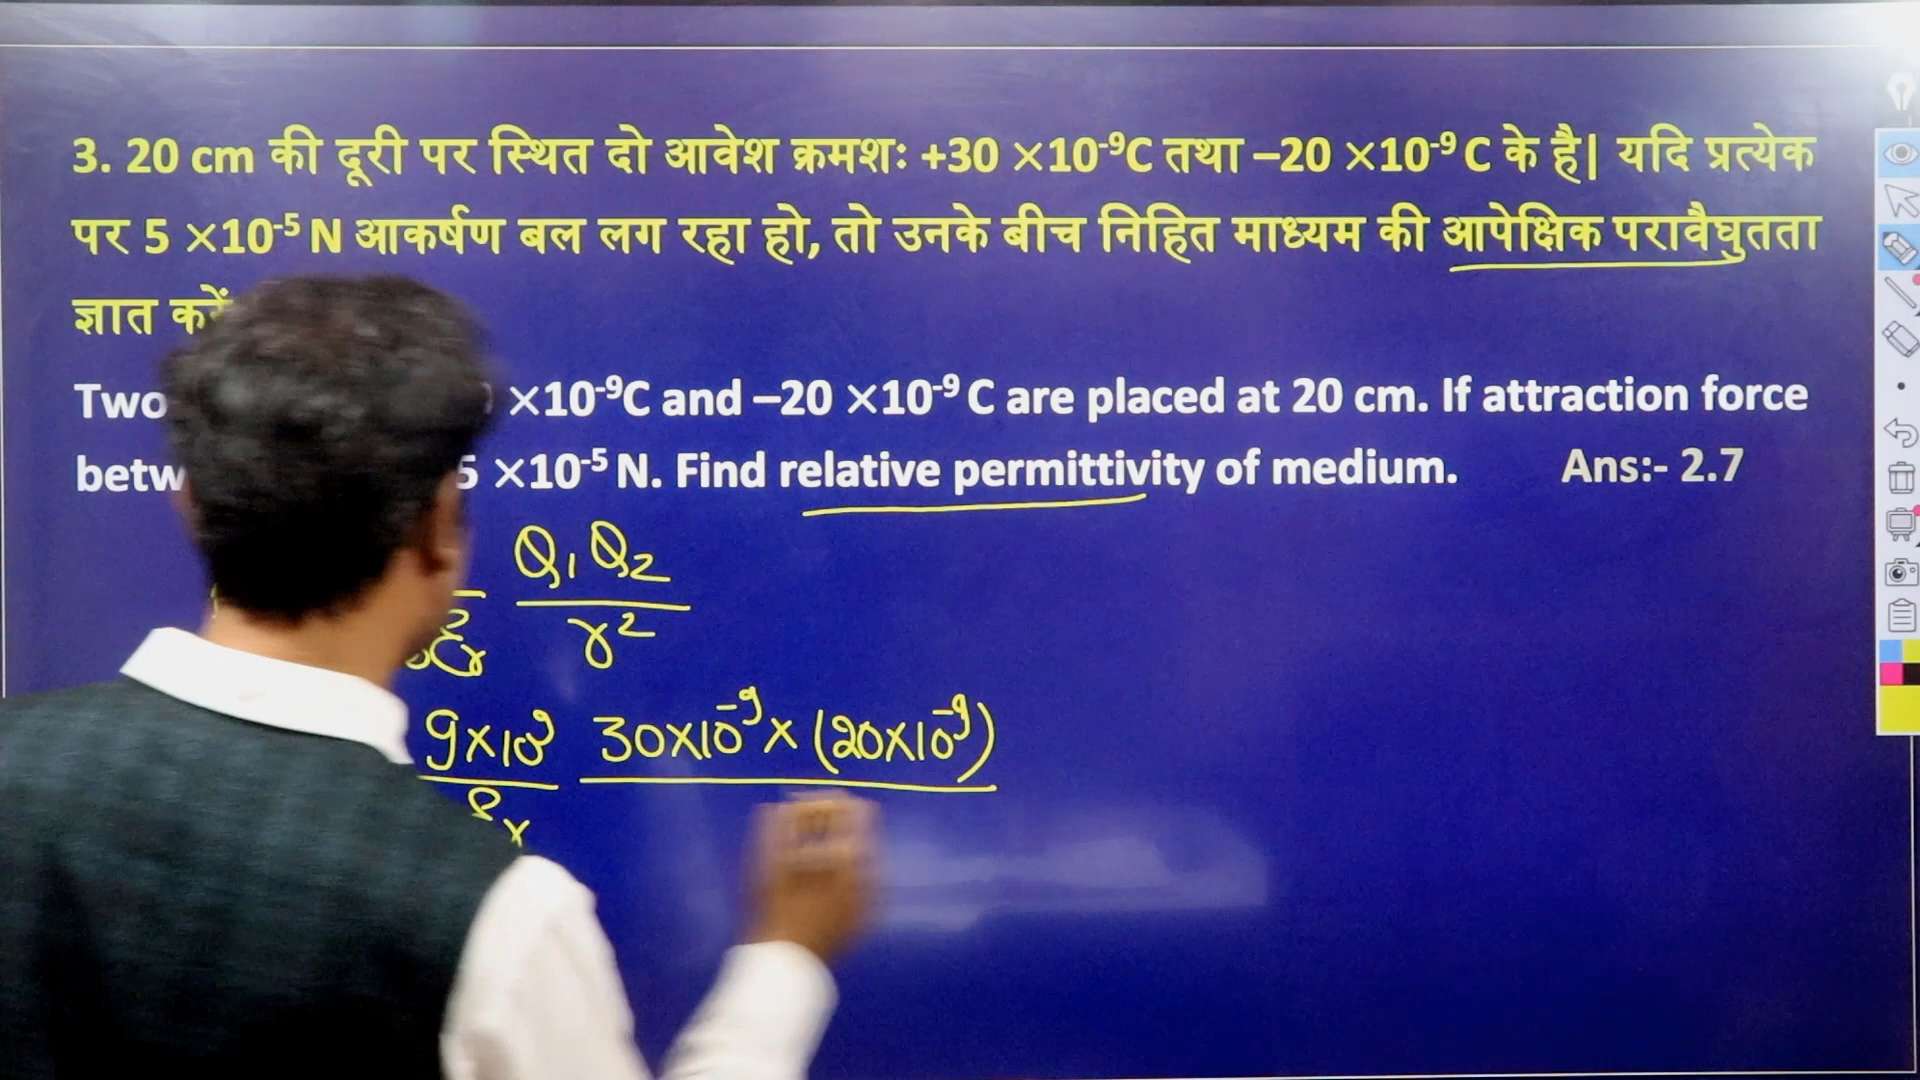 3. 20 cm की दूरी पर स्थित दो आवेश क्रमशः +30 ×10⁻⁹C तथा –20 ×10⁻⁹ C के है| यदि प्रत्येक
पर 5 ×10⁻⁵ N आकर्षण बल लग रहा हो, तो उनके बीच निहित माध्यम की आपेक्षिक परावैघुतता
ज्ञात करें
Two ×10⁻⁹C and –20 ×10⁻⁹ C are placed at 20 cm. If attraction force
betw 5 ×10⁻⁵ N. Find relative permittivity of medium. Ans:- 2.7
Q₁Q₂
r²
9×10⁹ 30×10⁻⁹×(20×10⁻⁹)